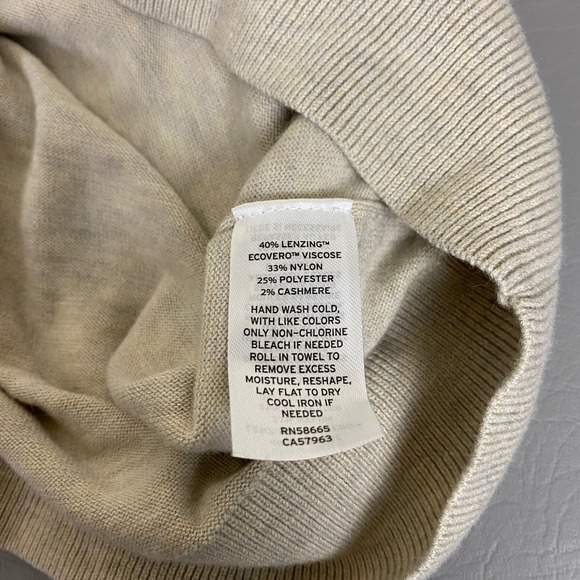 40% LENZING™
ECOVERO™ VISCOSE
33% NYLON
25% POLYESTER
2% CASHMERE
HAND WASH COLD,
WITH LIKE COLORS
ONLY NON-CHLORINE
BLEACH IF NEEDED
ROLL IN TOWEL TO
REMOVE EXCESS
MOISTURE, RESHAPE,
LAY FLAT TO DRY
COOL IRON IF
NEEDED
RN58665
CA57963